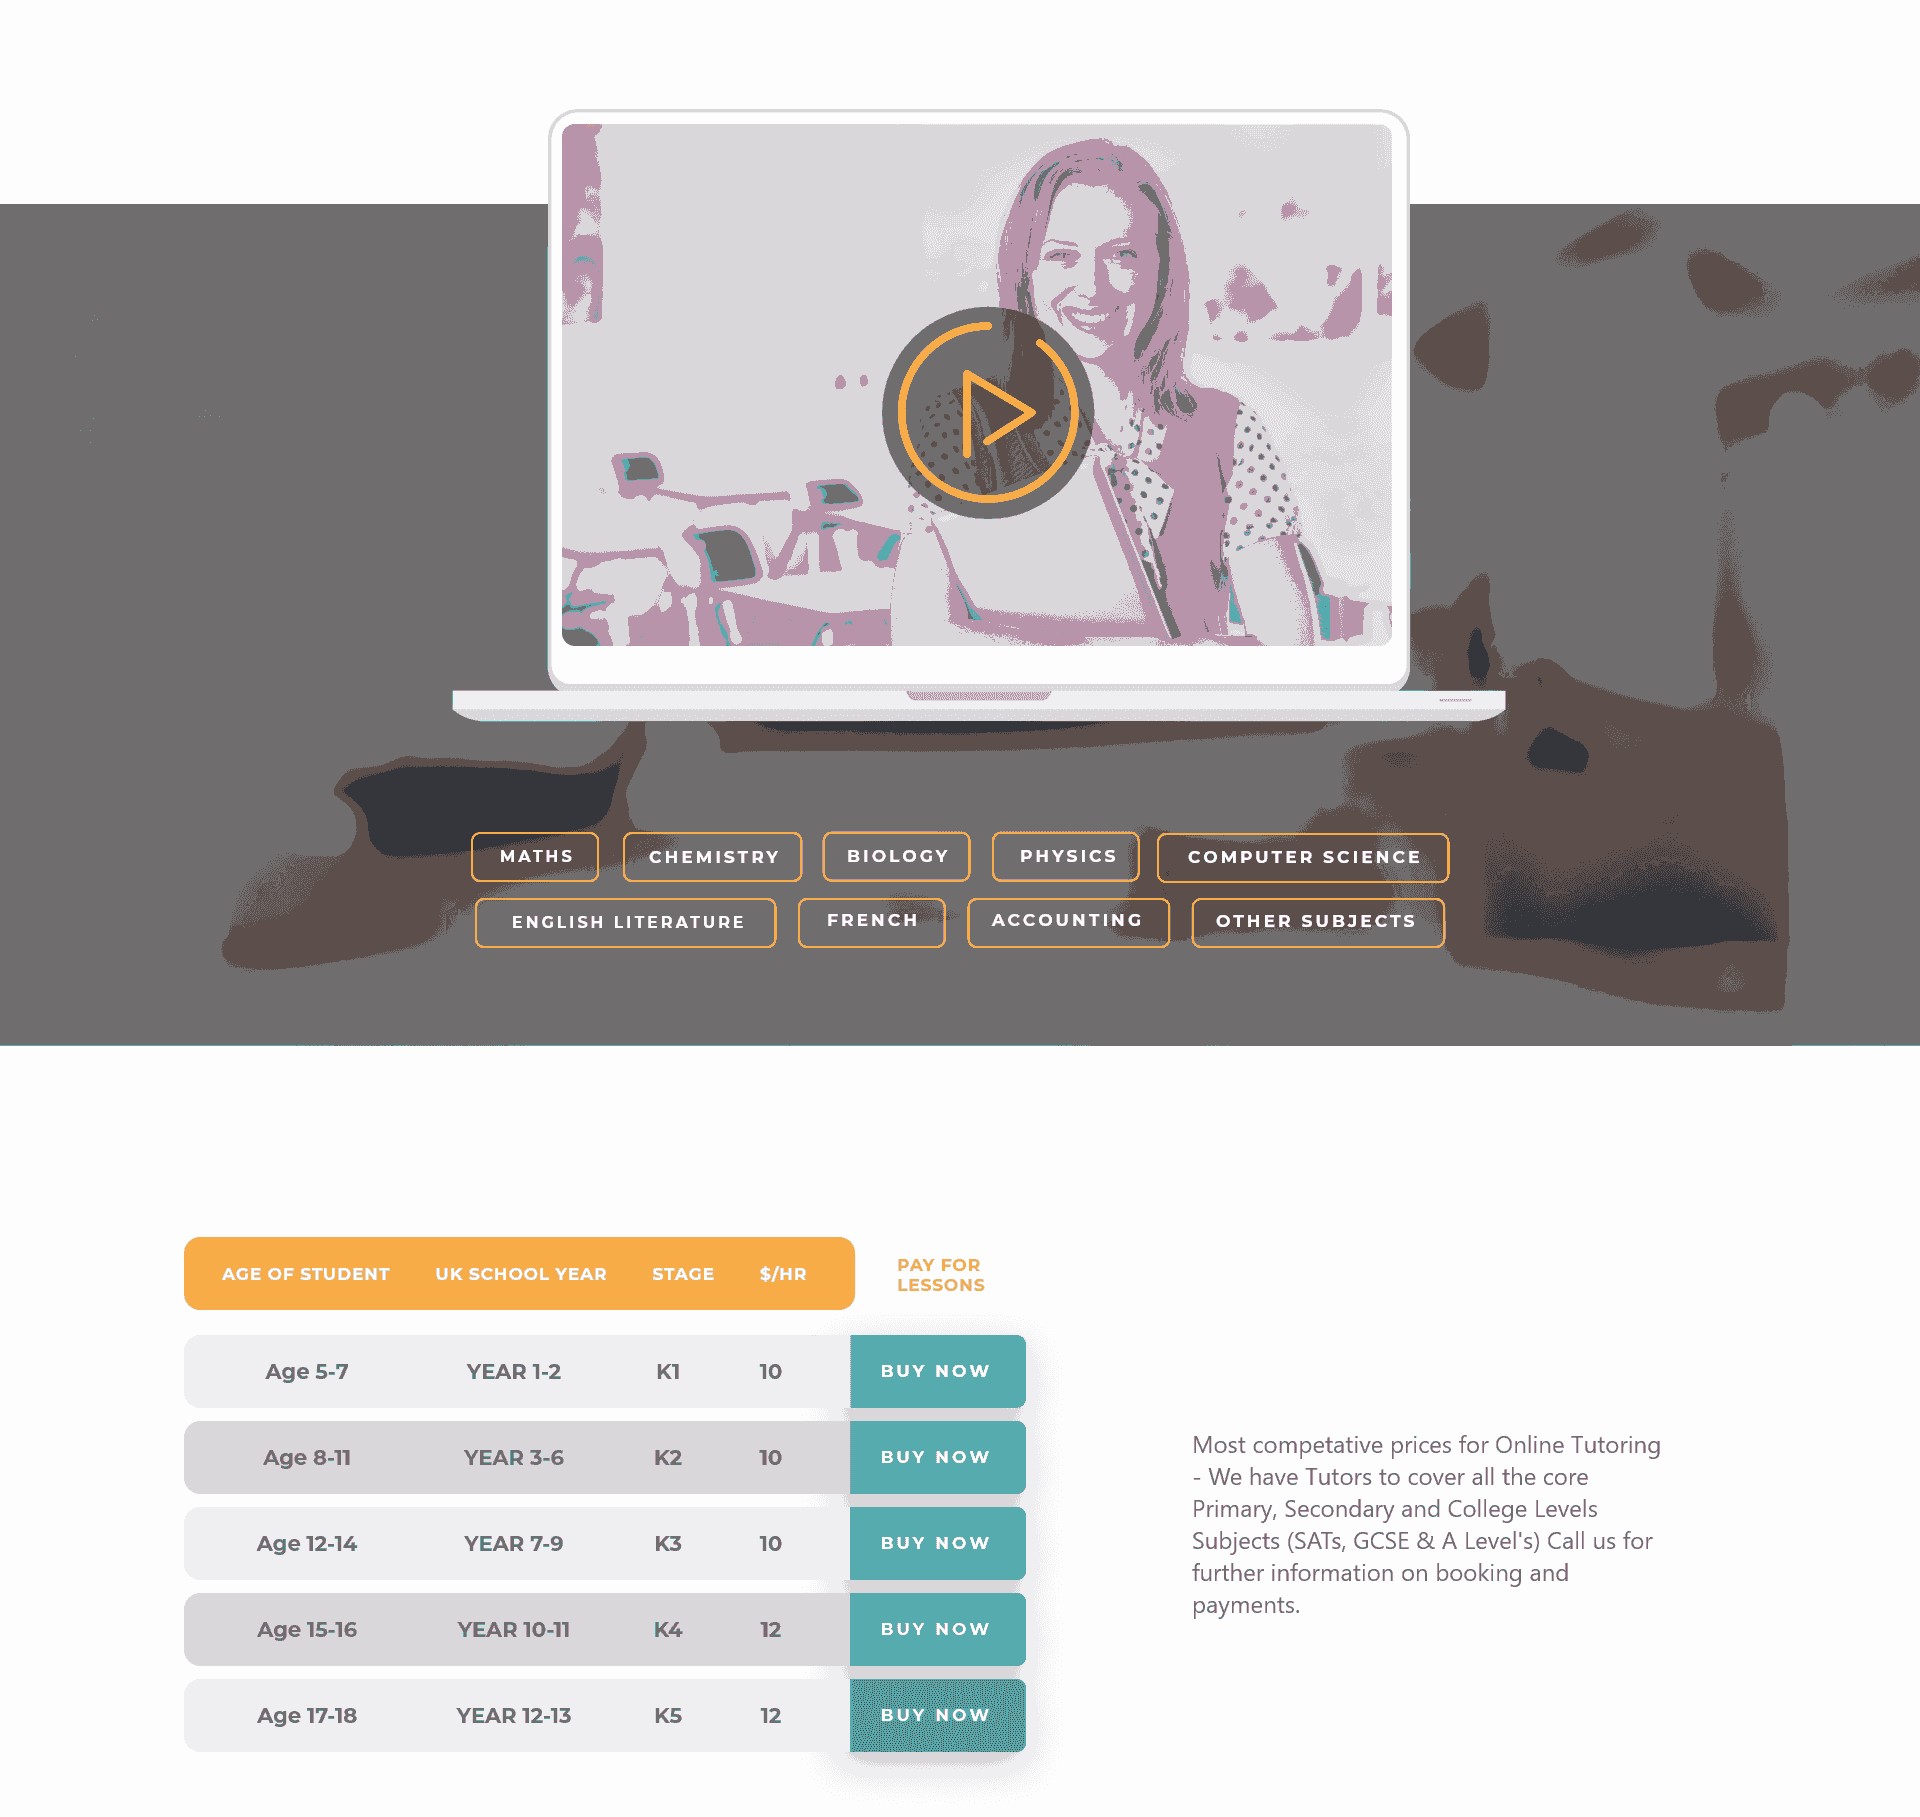 MATHS
CHEMISTRY
BIOLOGY
PHYSICS
COMPUTER SCIENCE
ENGLISH LITERATURE
FRENCH
ACCOUNTING
OTHER SUBJECTS
AGE OF STUDENT UK SCHOOL YEAR STAGE $/HR
PAY FOR
LESSONS
Age 5-7 YEAR 1-2 K1 10 BUY NOW
Age 8-11 YEAR 3-6 K2 10 BUY NOW
Age 12-14 YEAR 7-9 K3 10 BUY NOW
Age 15-16 YEAR 10-11 K4 12 BUY NOW
Age 17-18 YEAR 12-13 K5 12 BUY NOW
Most competative prices for Online Tutoring
- We have Tutors to cover all the core
Primary, Secondary and College Levels
Subjects (SATs, GCSE & A Level's) Call us for
further information on booking and
payments.